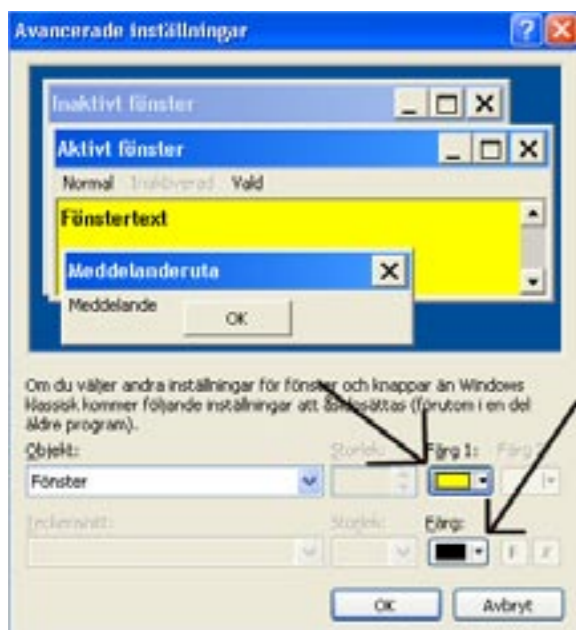 Avancerade inställningar
Inaktivt fönster
Aktivt fönster
Normal Inaktiverad Vald
Fönstertext
Meddelanderuta
Meddelande
OK
Om du väljer andra inställningar för fönster och knappar än Windows
klassisk kommer följande inställningar att åsidosättas (förutom i en del
äldre program).
Objekt: Storlek: Färg 1: Färg 2:
Fönster
Teckensnitt: Storlek: Färg:
F
OK Avbryt